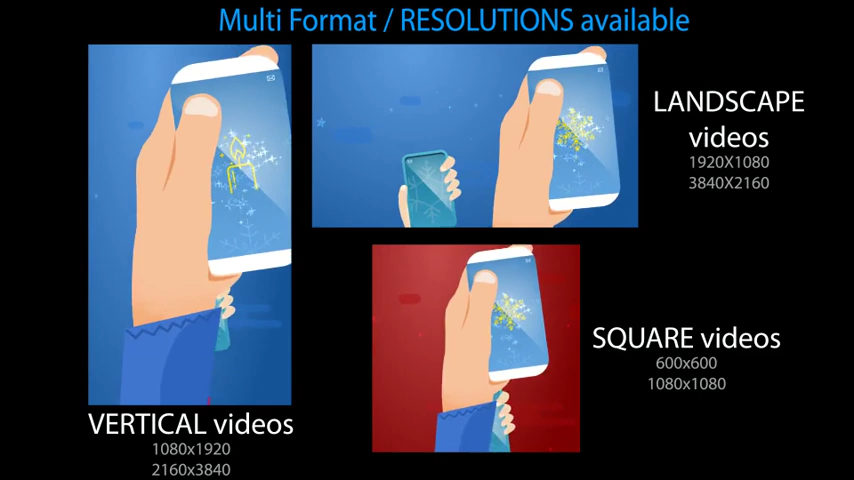 Multi Format / RESOLUTIONS available
LANDSCAPE
videos
1920X1080
3840X2160
SQUARE videos
600x600
1080x1080
VERTICAL videos
1080x1920
2160x3840